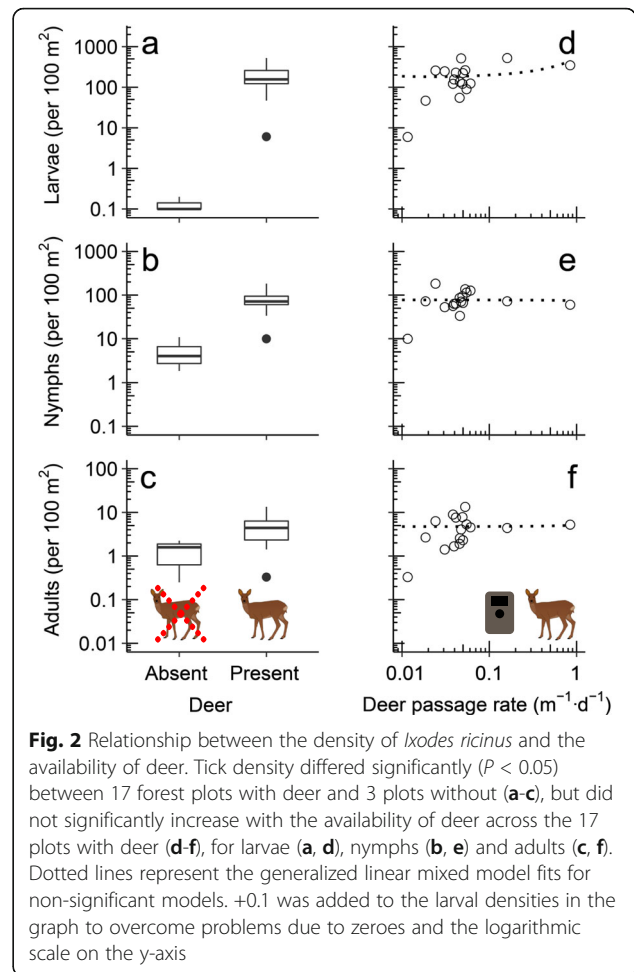 a
d
Larvae (per 100 m²)
1000
100
10
1
0.1
b
e
Nymphs (per 100 m²)
1000
100
10
1
0.1
c
f
Adults (per 100 m²)
100
10
1
0.1
0.01
Absent Present
0.01 0.1 1
Deer
Deer passage rate (m⁻¹·d⁻¹)
Fig. 2 Relationship between the density of Ixodes ricinus and the
availability of deer. Tick density differed significantly (P < 0.05)
between 17 forest plots with deer and 3 plots without (a-c), but did
not significantly increase with the availability of deer across the 17
plots with deer (d-f), for larvae (a, d), nymphs (b, e) and adults (c, f).
Dotted lines represent the generalized linear mixed model fits for
non-significant models. +0.1 was added to the larval densities in the
graph to overcome problems due to zeroes and the logarithmic
scale on the y-axis